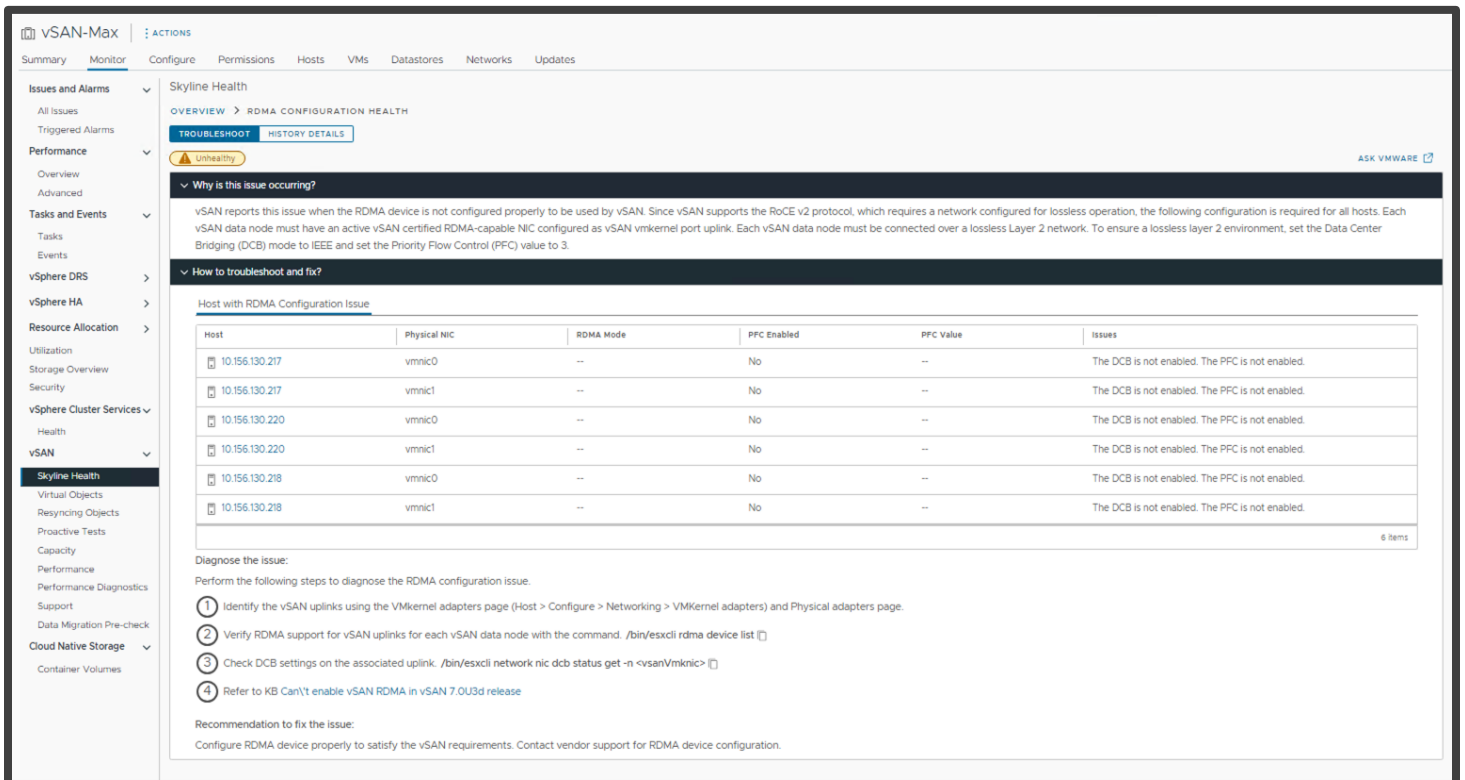 vSAN-Max
ACTIONS
Summary Monitor Configure Permissions Hosts VMs Datastores Networks Updates
Issues and Alarms
All Issues
Triggered Alarms
Performance
Overview
Advanced
Tasks and Events
Tasks
Events
vSphere DRS
vSphere HA
Resource Allocation
Utilization
Storage Overview
Security
vSphere Cluster Services
Health
vSAN
Skyline Health
Virtual Objects
Resyncing Objects
Proactive Tests
Capacity
Performance
Performance Diagnostics
Support
Data Migration Pre-check
Cloud Native Storage
Container Volumes
Skyline Health
OVERVIEW > RDMA CONFIGURATION HEALTH
TROUBLESHOOT HISTORY DETAILS
Unhealthy
ASK VMWARE
Why is this issue occurring?
vSAN reports this issue when the RDMA device is not configured properly to be used by vSAN. Since vSAN supports the RoCE v2 protocol, which requires a network configured for lossless operation, the following configuration is required for all hosts. Each
vSAN data node must have an active vSAN certified RDMA-capable NIC configured as vSAN vmkernel port uplink. Each vSAN data node must be connected over a lossless Layer 2 network. To ensure a lossless layer 2 environment, set the Data Center
Bridging (DCB) mode to IEEE and set the Priority Flow Control (PFC) value to 3.
How to troubleshoot and fix?
Host with RDMA Configuration Issue
Host Physical NIC RDMA Mode PFC Enabled PFC Value Issues
10.156.130.217 vmnic0 -- No -- The DCB is not enabled. The PFC is not enabled.
10.156.130.217 vmnic1 -- No -- The DCB is not enabled. The PFC is not enabled.
10.156.130.220 vmnic0 -- No -- The DCB is not enabled. The PFC is not enabled.
10.156.130.220 vmnic1 -- No -- The DCB is not enabled. The PFC is not enabled.
10.156.130.218 vmnic0 -- No -- The DCB is not enabled. The PFC is not enabled.
10.156.130.218 vmnic1 -- No -- The DCB is not enabled. The PFC is not enabled.
6 items
Diagnose the issue:
Perform the following steps to diagnose the RDMA configuration issue.
1 Identify the vSAN uplinks using the VMkernel adapters page (Host > Configure > Networking > VMKernel adapters) and Physical adapters page.
2 Verify RDMA support for vSAN uplinks for each vSAN data node with the command. /bin/esxcli rdma device list
3 Check DCB settings on the associated uplink. /bin/esxcli network nic dcb status get -n <vsanVmknic>
4 Refer to KB Can\'t enable vSAN RDMA in vSAN 7.0U3d release
Recommendation to fix the issue:
Configure RDMA device properly to satisfy the vSAN requirements. Contact vendor support for RDMA device configuration.